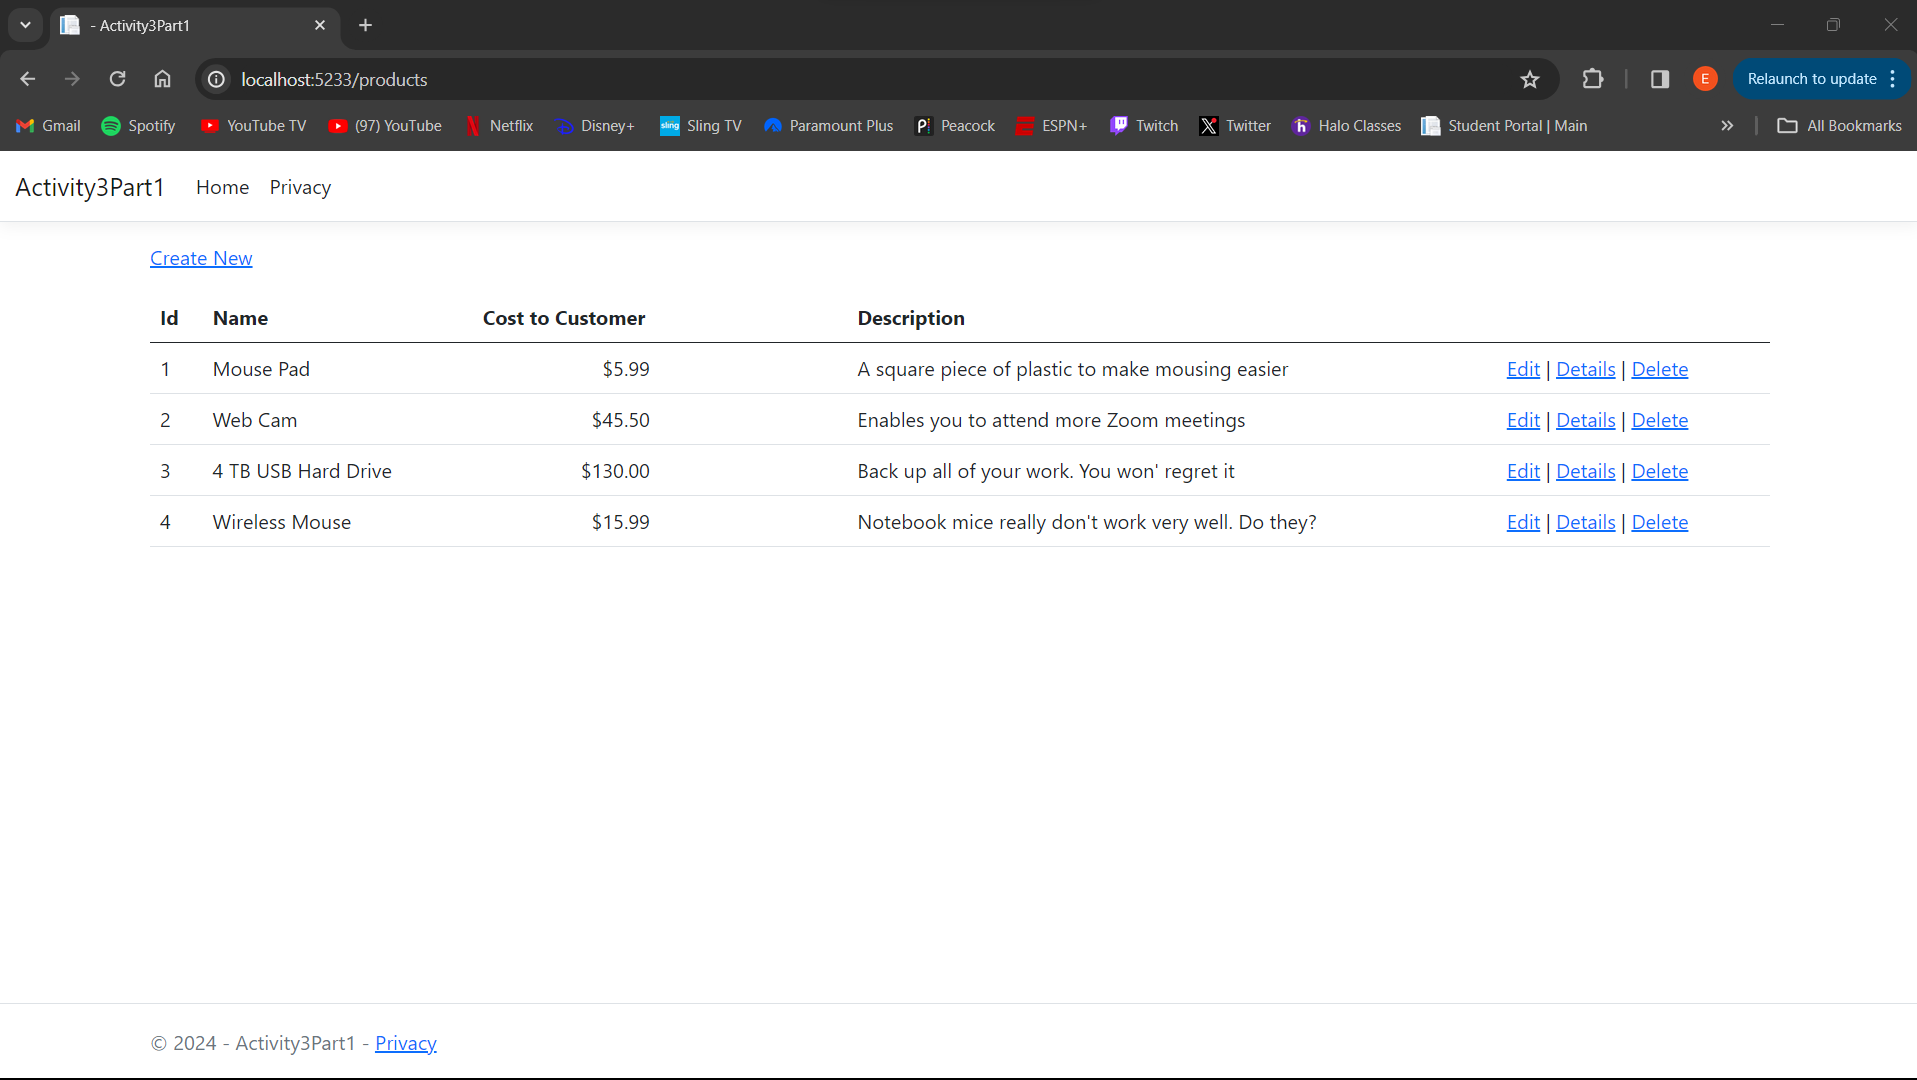 - Activity3Part1
localhost:5233/products
E
Relaunch to update
Gmail Spotify YouTube TV (97) YouTube Netflix Disney+ sling Sling TV Paramount Plus Peacock ESPN+ Twitch Twitter h Halo Classes Student Portal | Main » All Bookmarks
Activity3Part1 Home Privacy
Create New
Id Name Cost to Customer Description
1 Mouse Pad $5.99 A square piece of plastic to make mousing easier Edit | Details | Delete
2 Web Cam $45.50 Enables you to attend more Zoom meetings Edit | Details | Delete
3 4 TB USB Hard Drive $130.00 Back up all of your work. You won' regret it Edit | Details | Delete
4 Wireless Mouse $15.99 Notebook mice really don't work very well. Do they? Edit | Details | Delete
© 2024 - Activity3Part1 - Privacy